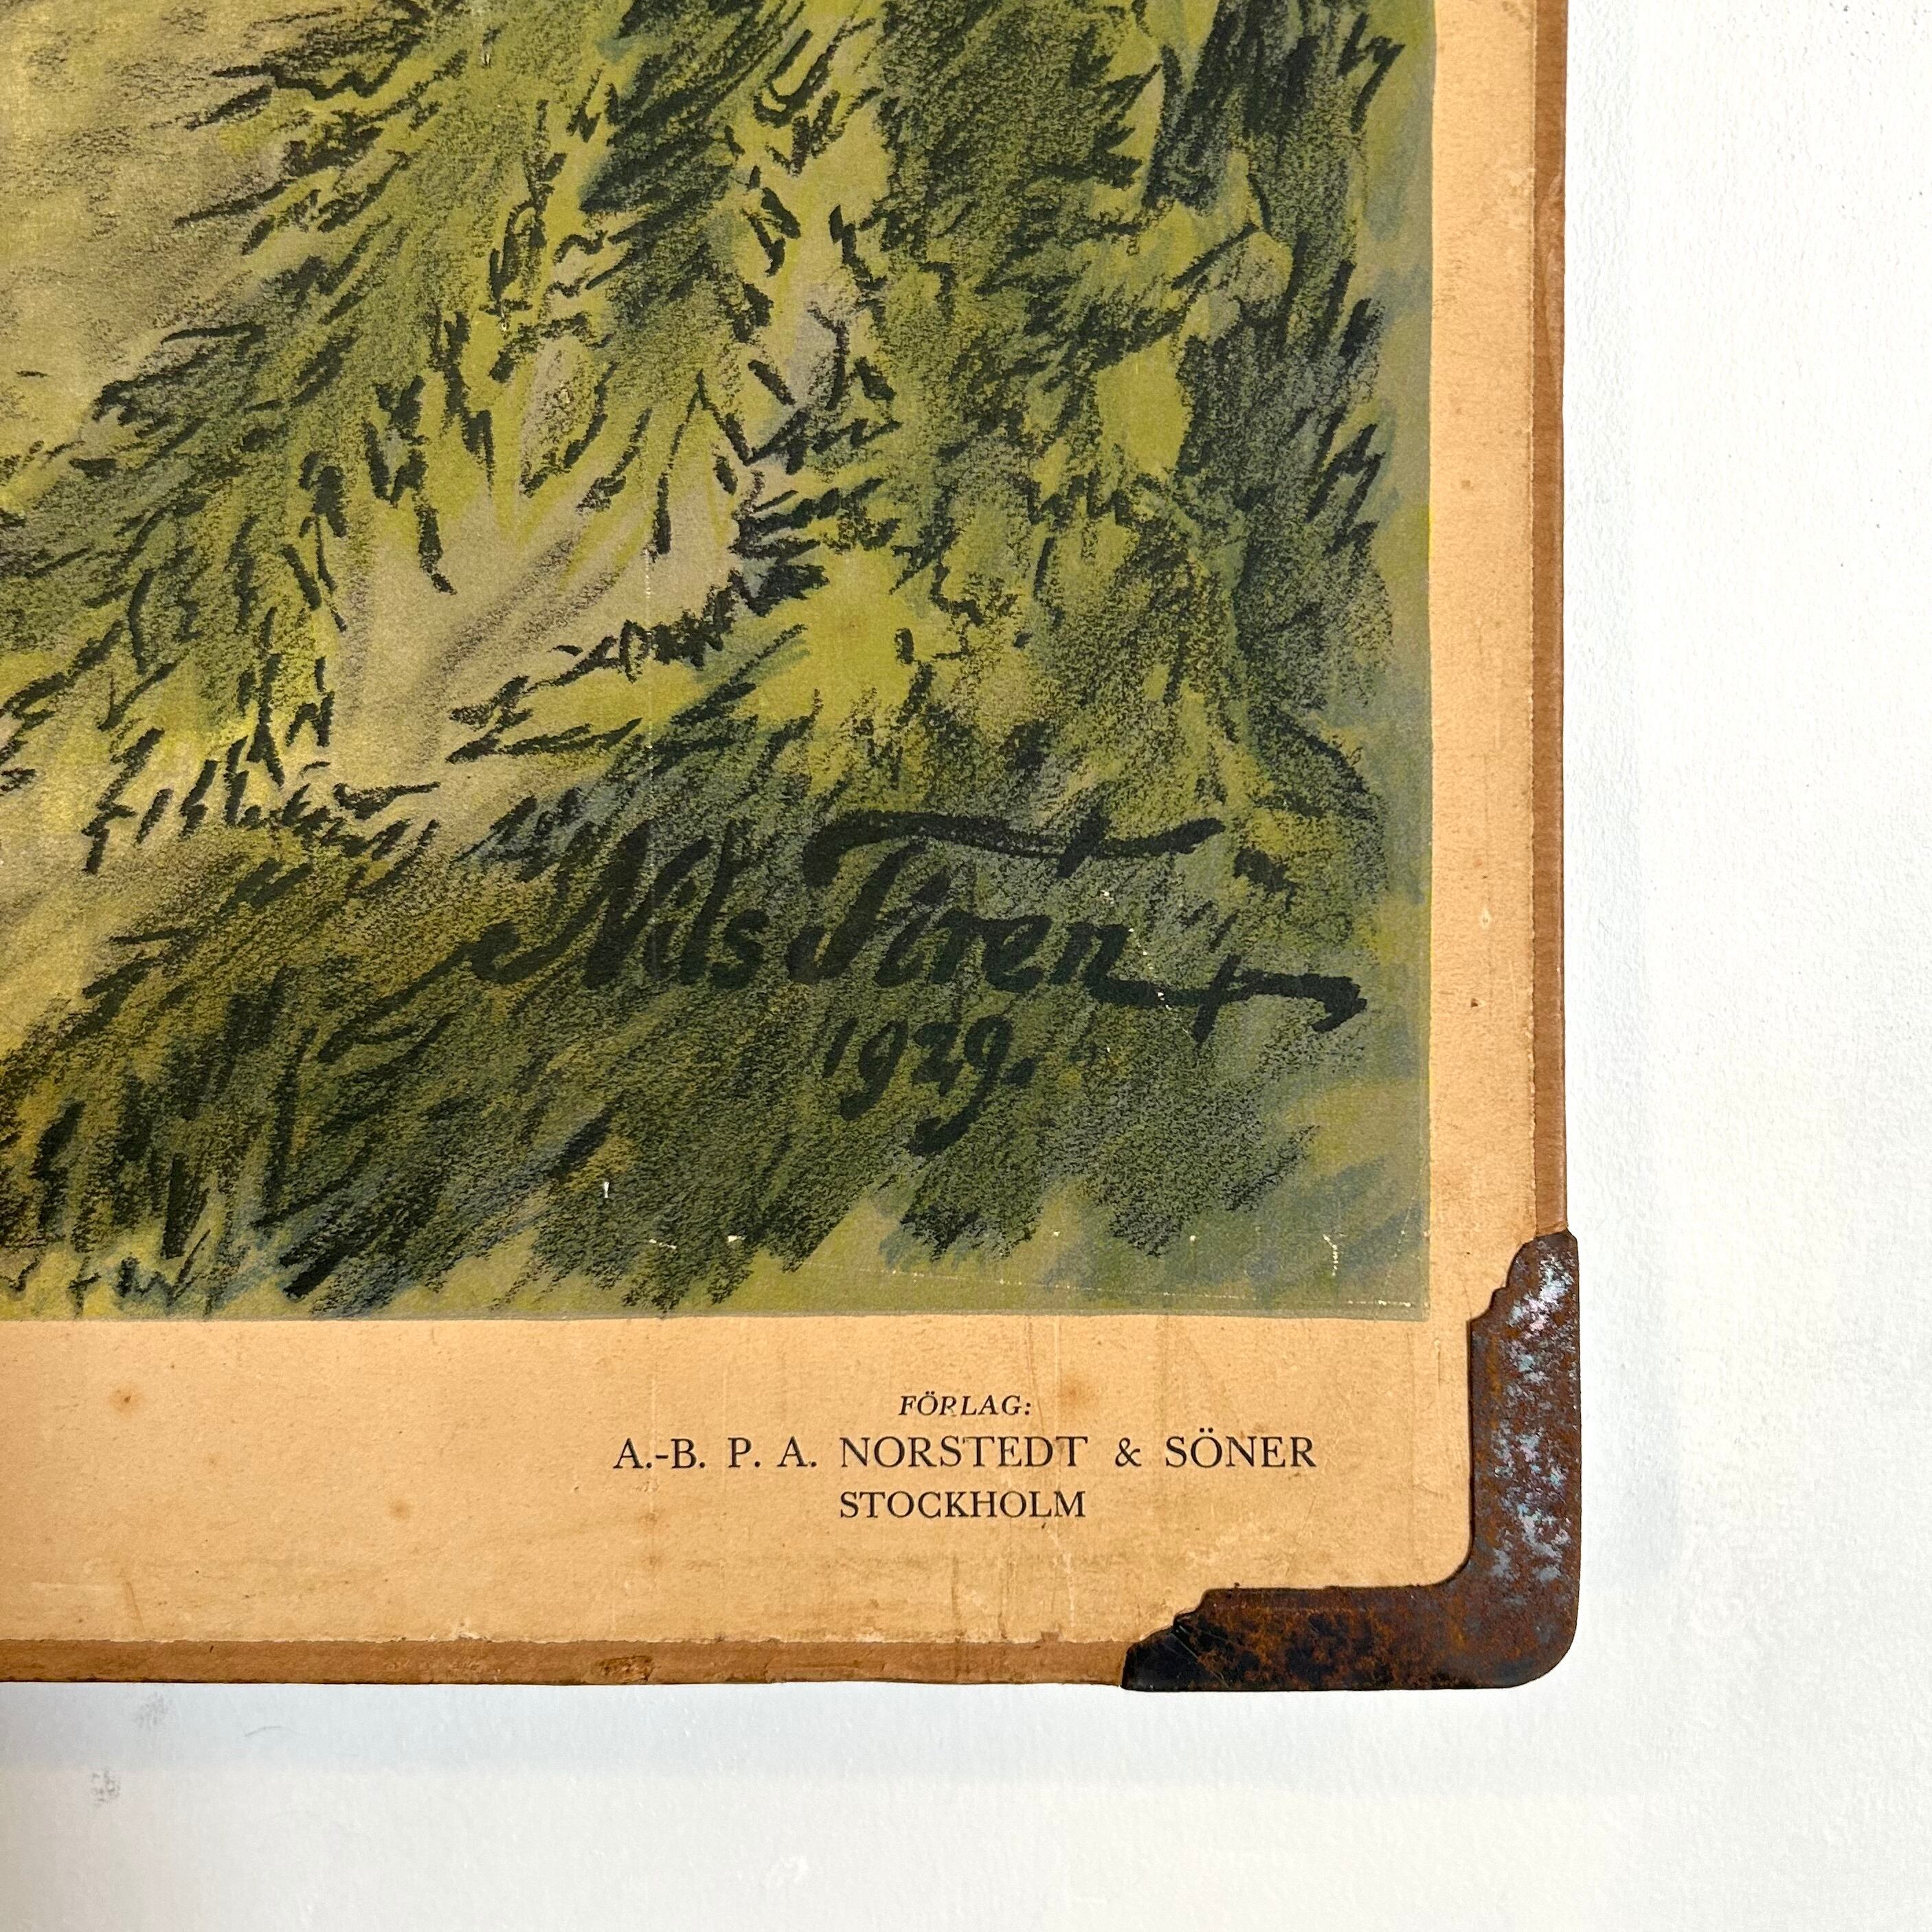 Nils Tirén
1929.
FÖRLAG:
A.-B. P. A. NORSTEDT & SÖNER
STOCKHOLM